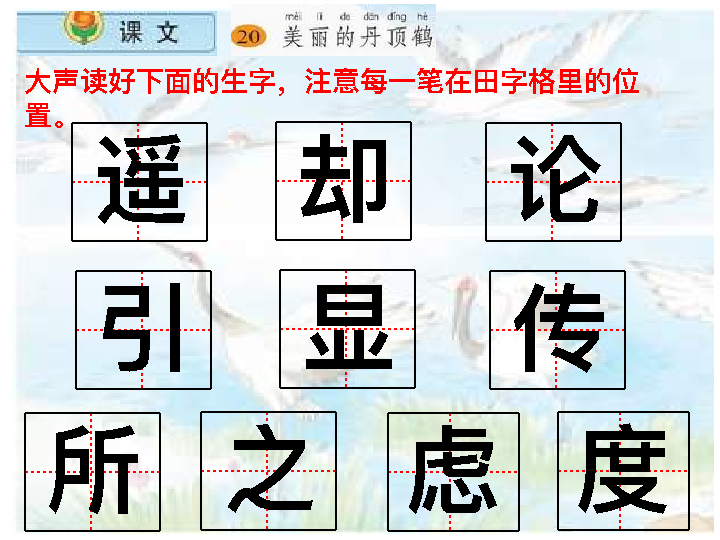 课文
20 美丽的丹顶鹤
měi lì de dān dǐng hè
大声读好下面的生字，注意每一笔在田字格里的位
置。
遥 却 论
引 显 传
所 之 虑 度